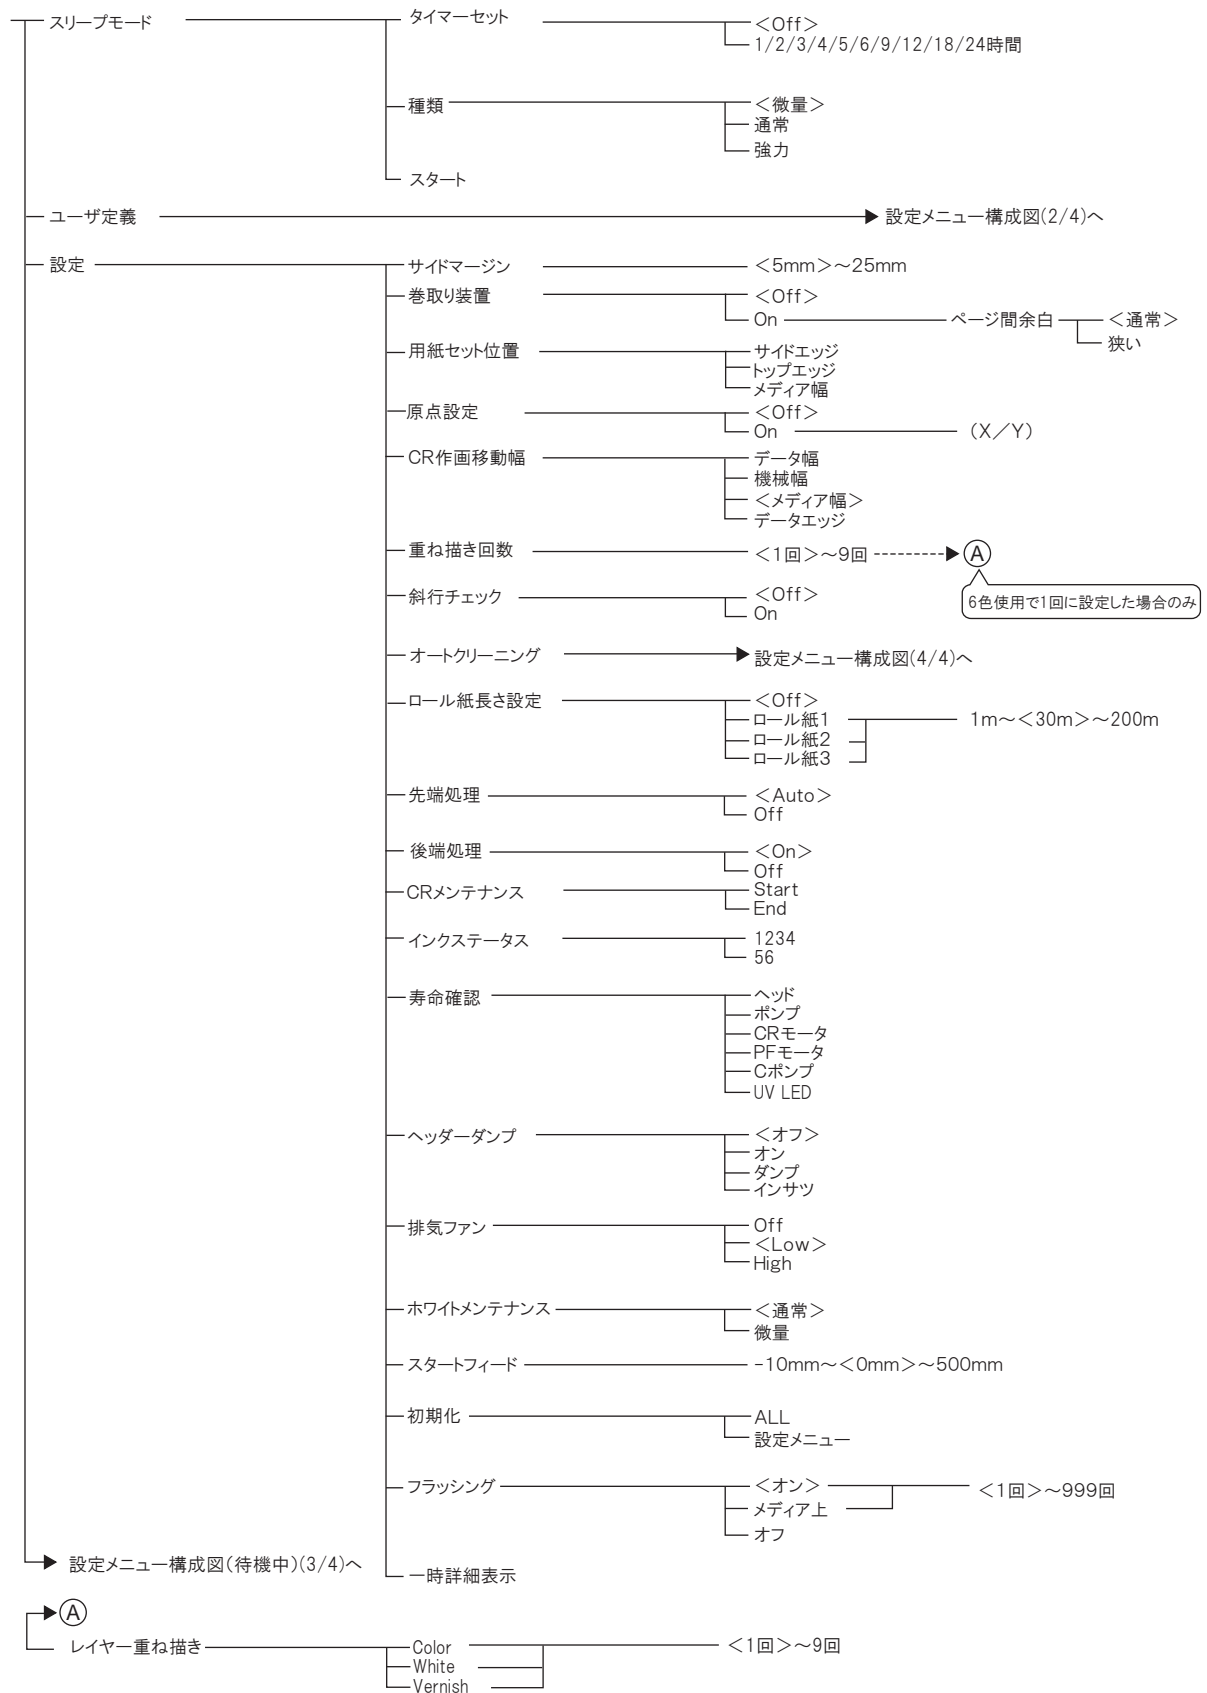 スリープモード
タイマーセット
＜Off＞
1/2/3/4/5/6/9/12/18/24時間
種類
＜微量＞
通常
強力
スタート
ユーザ定義
設定メニュー構成図(2/4)へ
設定
サイドマージン
＜5mm＞～25mm
巻取り装置
＜Off＞
On
ページ間余白
＜通常＞
狭い
用紙セット位置
サイドエッジ
トップエッジ
メディア幅
原点設定
＜Off＞
On
（X／Y）
CR作画移動幅
データ幅
機械幅
＜メディア幅＞
データエッジ
重ね描き回数
＜1回＞～9回
A
6色使用で1回に設定した場合のみ
斜行チェック
＜Off＞
On
オートクリーニング
設定メニュー構成図(4/4)へ
ロール紙長さ設定
＜Off＞
ロール紙1
ロール紙2
ロール紙3
1m～＜30m＞～200m
先端処理
＜Auto＞
Off
後端処理
＜On＞
Off
CRメンテナンス
Start
End
インクステータス
1234
56
寿命確認
ヘッド
ポンプ
CRモータ
PFモータ
Cポンプ
UV LED
ヘッダーダンプ
＜オフ＞
オン
ダンプ
インサツ
排気ファン
Off
＜Low＞
High
ホワイトメンテナンス
＜通常＞
微量
スタートフィード
-10mm～＜0mm＞～500mm
初期化
ALL
設定メニュー
フラッシング
＜オン＞
メディア上
オフ
＜1回＞～999回
一時詳細表示
設定メニュー構成図(待機中)(3/4)へ
A
レイヤー重ね描き
Color
White
Vernish
＜1回＞～9回